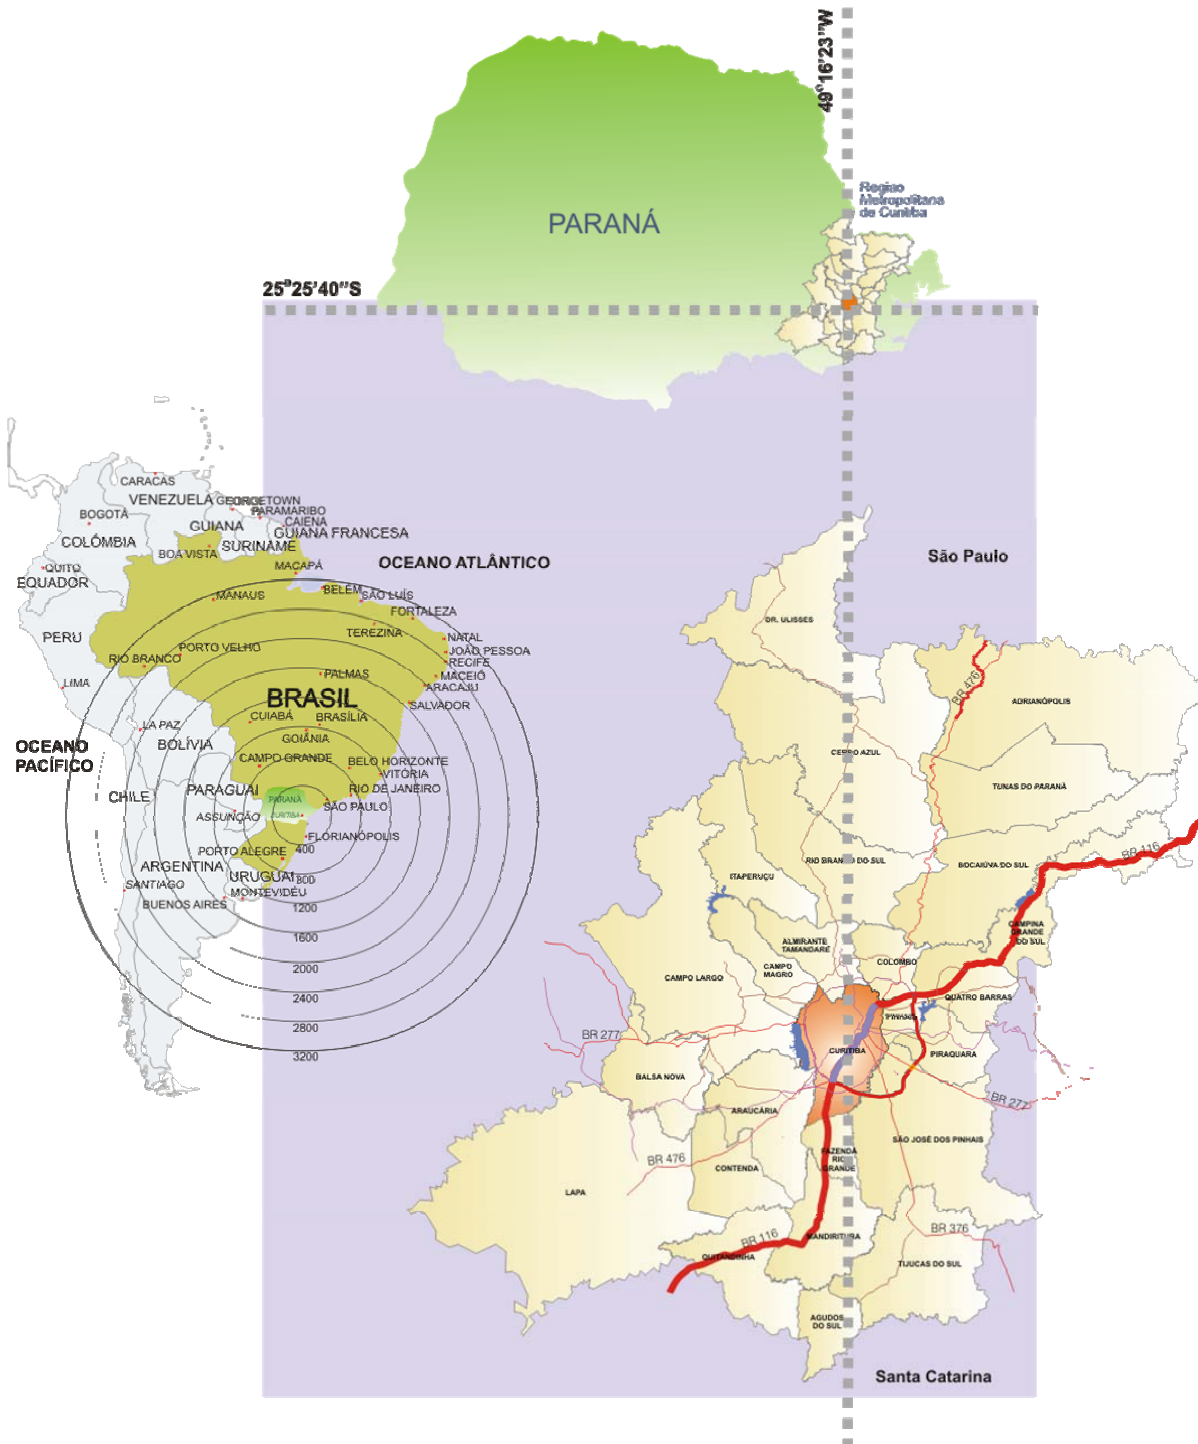 49°16'23"W
Regiao
Metropolitana
de Curitiba
PARANÁ
25°25'40"S
CARACAS
VENEZUELA
PARAMARIBO
BOGOTÁ
CAIENA
GUIANA
GUIANA FRANCESA
COLÔMBIA
SURINAME
BOA VISTA
OCEANO ATLÂNTICO
MACAPÁ
QUITO
EQUADOR
BELÉM
SÃO LUÍS
MANAUS
FORTALEZA
TEREZINA
PERU
NATAL
PORTO VELHO
JOÃO PESSOA
RIO BRANCO
RECIFE
PALMAS
MACEIÓ
LIMA
ARACAJU
BRASIL
SALVADOR
CUIABÁ
BRASÍLIA
LA PAZ
GOIÂNIA
BOLÍVIA
OCEANO
PACÍFICO
CAMPO GRANDE
BELO HORIZONTE
VITÓRIA
PARAGUAI
RIO DE JANEIRO
CHILE
PARANÁ
SÃO PAULO
ASSUNÇÃO
CURITIBA
FLORIANÓPOLIS
PORTO ALEGRE
400
ARGENTINA
URUGUAI
800
SANTIAGO
MONTEVIDÉU
BUENOS AIRES
1200
1600
2000
2400
2800
3200
São Paulo
DR. ULISSES
BR 476
ADRIANÓPOLIS
CERRO AZUL
TUNAS DO PARANÁ
BR 116
RIO BRANCO DO SUL
BOCAIÚVA DO SUL
ITAPERUÇU
CAMPINA
GRANDE
DO SUL
ALMIRANTE
TAMANDARÉ
COLOMBO
CAMPO
MAGRO
CAMPO LARGO
QUATRO BARRAS
PINHAIS
BR 277
CURITIBA
PIRAQUARA
BALSA NOVA
BR 277
ARAUCÁRIA
SÃO JOSÉ DOS PINHAIS
FAZENDA
RIO
GRANDE
BR 476
CONTENDA
LAPA
BR 376
BR 116
MANDIRITUBA
QUITANDINHA
TIJUCAS DO SUL
AGUDOS
DO SUL
Santa Catarina